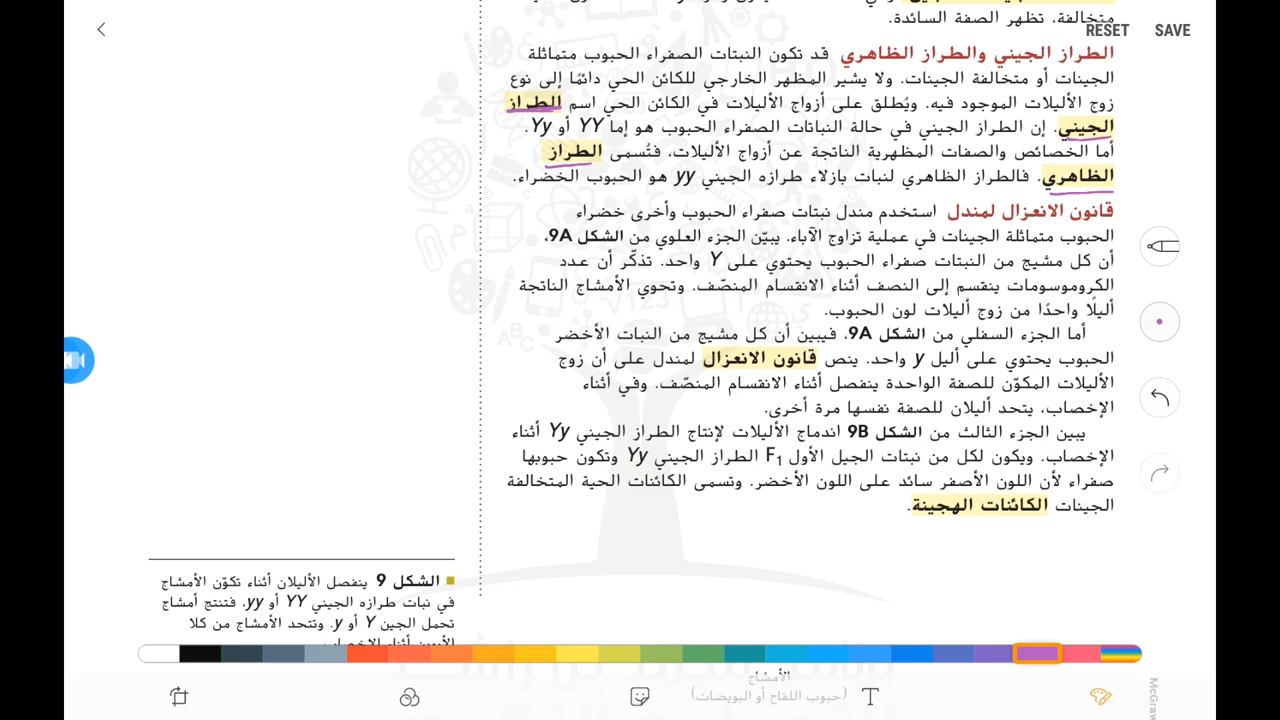 متخالفة، تظهر الصفة السائدة.
RESET SAVE
الطراز الجيني والطراز الظاهري قد تكون النبتات الصفراء الحبوب متماثلة
الجينات أو متخالفة الجينات. ولا يشير المظهر الخارجي للكائن الحي دائمًا إلى نوع
زوج الأليلات الموجود فيه. ويُطلق على أزواج الأليلات في الكائن الحي اسم الطراز
الجيني. إن الطراز الجيني في حالة النباتات الصفراء الحبوب هو إما YY أو Yy.
أما الخصائص والصفات المظهرية الناتجة عن أزواج الأليلات، فتُسمى الطراز
الظاهري. فالطراز الظاهري لنبات بازلاء طرازه الجيني yy هو الحبوب الخضراء.
قانون الانعزال لمندل استخدم مندل نبتات صفراء الحبوب وأخرى خضراء
الحبوب متماثلة الجينات في عملية تزاوج الآباء. يبيّن الجزء العلوي من الشكل 9A،
أن كل مشيج من النبتات صفراء الحبوب يحتوي على Y واحد. تذكّر أن عدد
الكروموسومات ينقسم إلى النصف أثناء الانقسام المنصّف. وتحوي الأمشاج الناتجة
أليلًا واحدًا من زوج أليلات لون الحبوب.
أما الجزء السفلي من الشكل 9A، فيبين أن كل مشيج من النبات الأخضر
الحبوب يحتوي على أليل y واحد. ينص قانون الانعزال لمندل على أن زوج
الأليلات المكوّن للصفة الواحدة ينفصل أثناء الانقسام المنصّف. وفي أثناء
الإخصاب، يتحد أليلان للصفة نفسها مرة أخرى.
يبين الجزء الثالث من الشكل 9B اندماج الأليلات لإنتاج الطراز الجيني Yy أثناء
الإخصاب. ويكون لكل من نبتات الجيل الأول F1 الطراز الجيني Yy وتكون حبوبها
صفراء لأن اللون الأصفر سائد على اللون الأخضر. وتسمى الكائنات الحية المتخالفة
الجينات الكائنات الهجينة.
الشكل 9 ينفصل الأليلان أثناء تكوّن الأمشاج
في نبات طرازه الجيني YY أو yy. فتنتج أمشاج
تحمل الجين Y أو y. وتتحد الأمشاج من كلا
الأبوين أثناء الإخصاب.
الأمشاج
(حبوب اللقاح أو البويضات)
T
McGraw